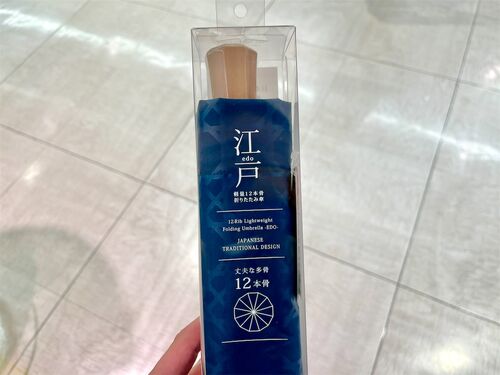 江
edo
戸
軽量12本骨
折りたたみ傘
12-Rib Lightweight
Folding Umbrella -EDO-
JAPANESE
TRADITIONAL DESIGN
丈夫な多骨
12本骨